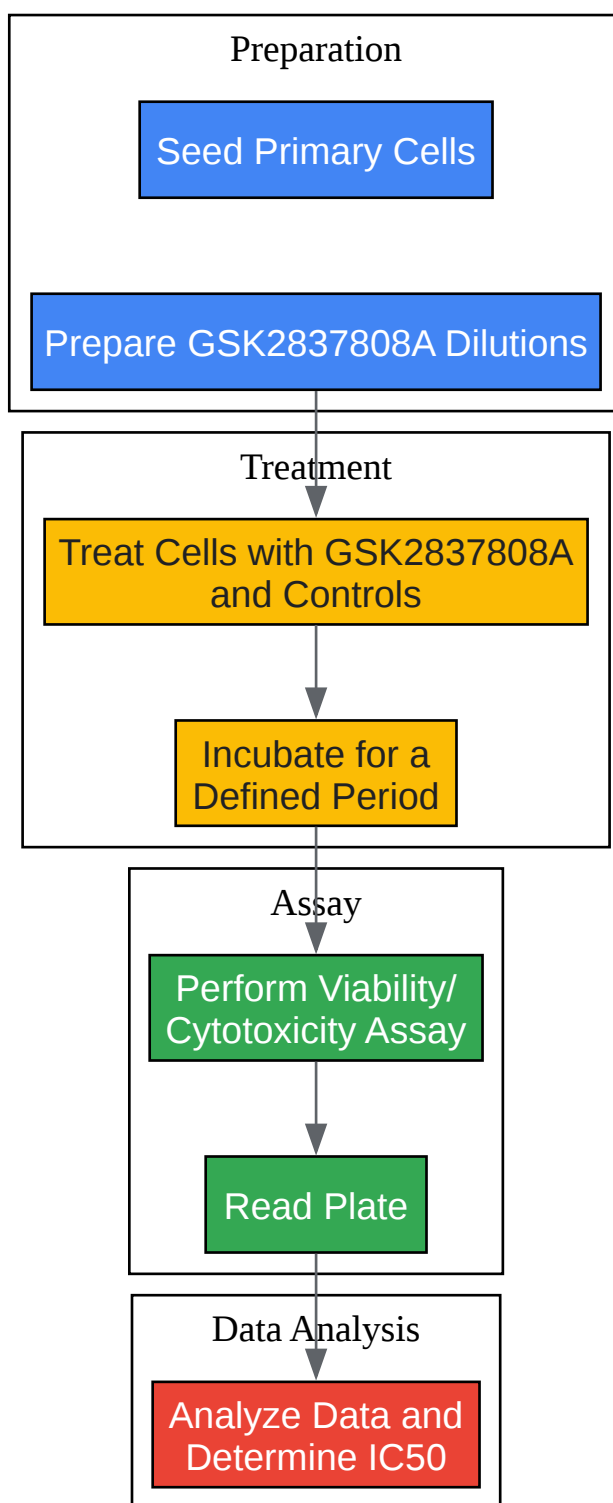 Preparation
Seed Primary Cells
Prepare GSK2837808A Dilutions
Treatment
Treat Cells with GSK2837808A
and Controls
Incubate for a
Defined Period
Assay
Perform Viability/
Cytotoxicity Assay
Read Plate
Data Analysis
Analyze Data and
Determine IC50